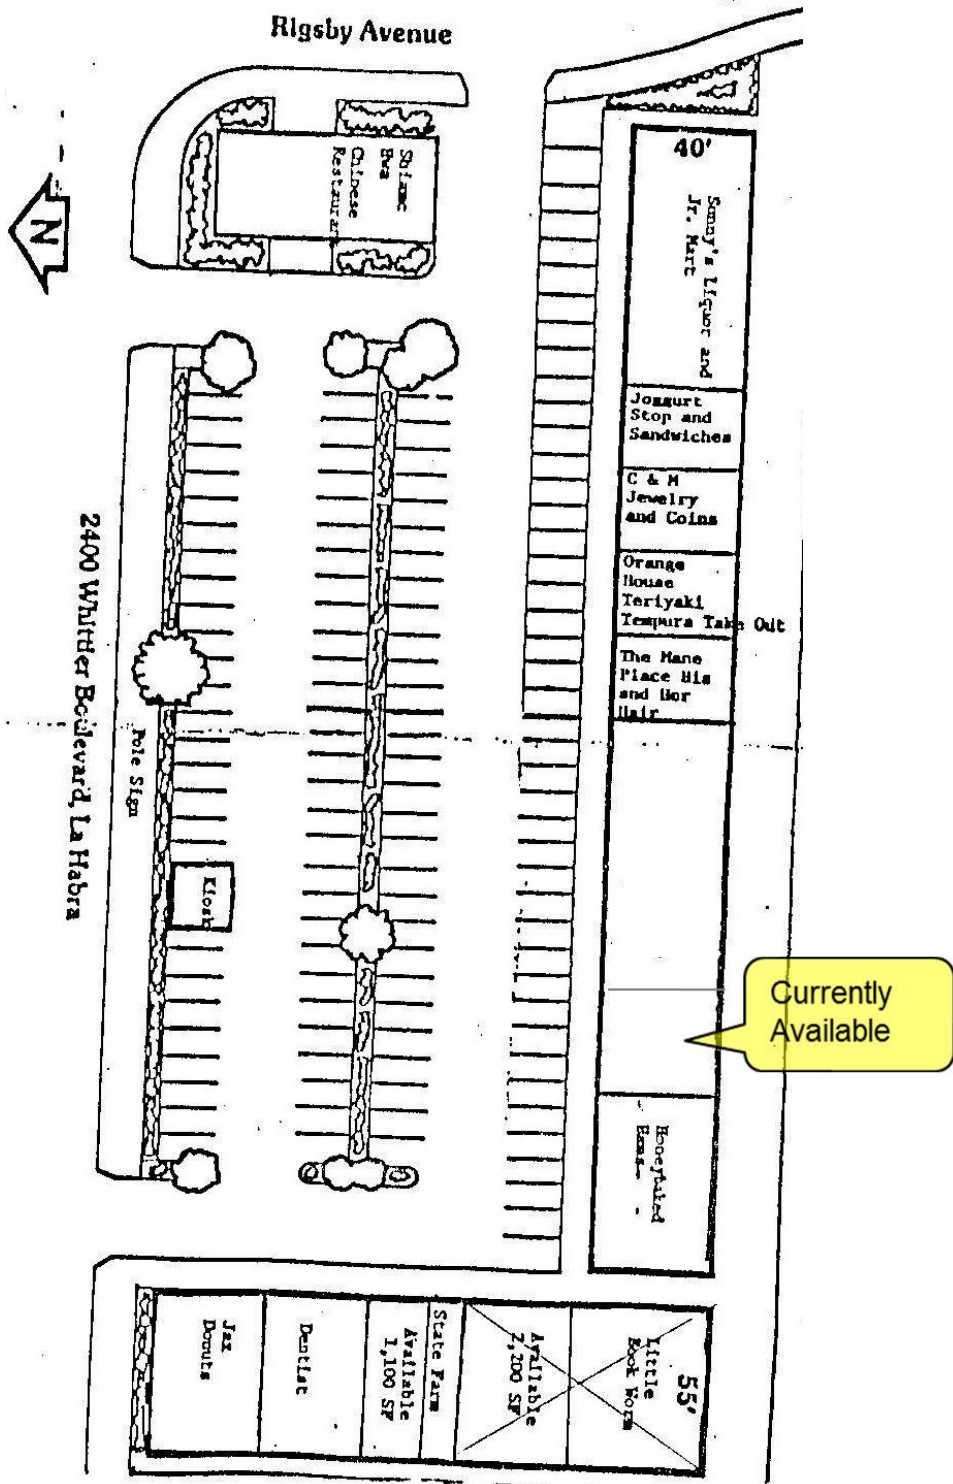 Rigsby Avenue
N
Chinese
Restaurant
40'
Sonny's Liquor and
Jr. Mart
Joggurt
Stop and
Sandwiches
C & M
Jewelry
and Coins
Orange
House
Teriyaki
Tempura Take Out
The Mane
Place His
and Her
Hair
2400 Whittier Boulevard, La Habra
Pole Sign
Kiosk
Currently
Available
Honeybaked
Hams
Jax
Donuts
Dentist
State Farm
Available
1,100 SF
Available
2,200 SF
Little
Book Worm
55'